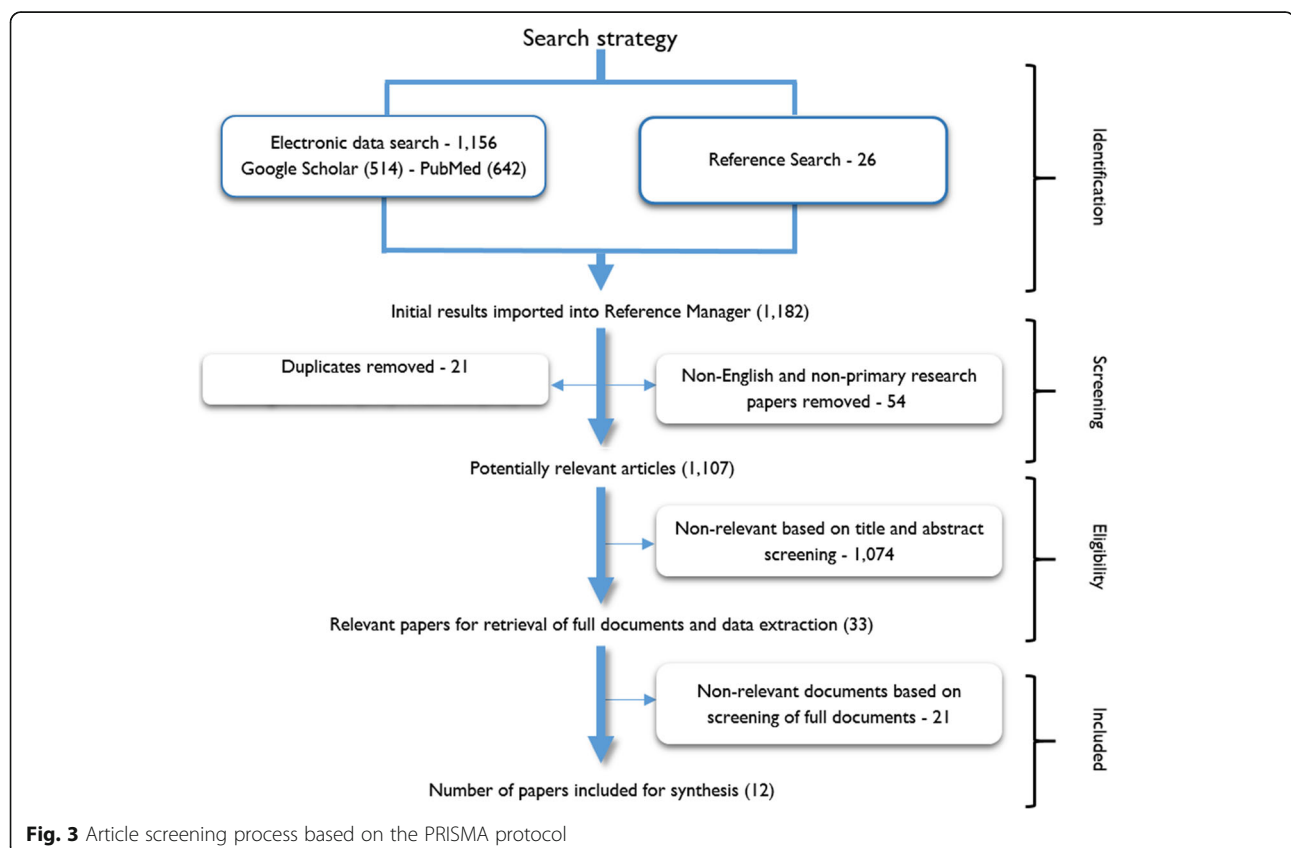 Search strategy
Electronic data search - 1,156
Google Scholar (514) - PubMed (642)
Reference Search - 26
Identification
Initial results imported into Reference Manager (1,182)
Duplicates removed - 21
Non-English and non-primary research
papers removed - 54
Screening
Potentially relevant articles (1,107)
Non-relevant based on title and abstract
screening - 1,074
Eligibility
Relevant papers for retrieval of full documents and data extraction (33)
Non-relevant documents based on
screening of full documents - 21
Included
Number of papers included for synthesis (12)
Fig. 3 Article screening process based on the PRISMA protocol